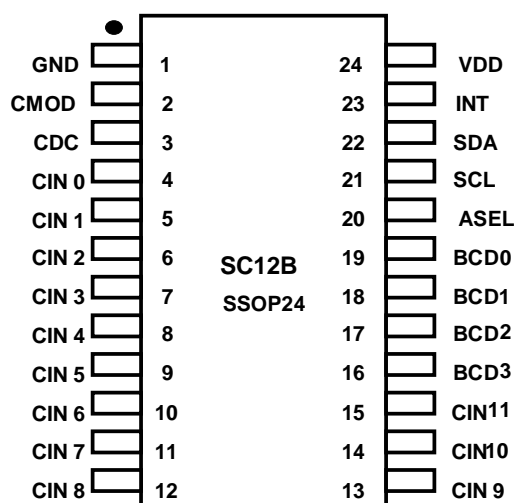 GND 1 24 VDD
CMOD 2 23 INT
CDC 3 22 SDA
CIN 0 4 21 SCL
CIN 1 5 20 ASEL
CIN 2 6 19 BCD0
SC12B
CIN 3 7 18 BCD1
SSOP24
CIN 4 8 17 BCD2
CIN 5 9 16 BCD3
CIN 6 10 15 CIN11
CIN 7 11 14 CIN10
CIN 8 12 13 CIN 9